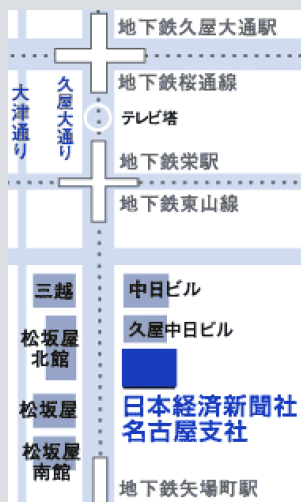 地下鉄久屋大通駅
地下鉄桜通線
大津通り
久屋大通り
テレビ塔
地下鉄栄駅
地下鉄東山線
三越
中日ビル
松坂屋
北館
久屋中日ビル
日本経済新聞社
名古屋支社
松坂屋
松坂屋
南館
地下鉄矢場町駅